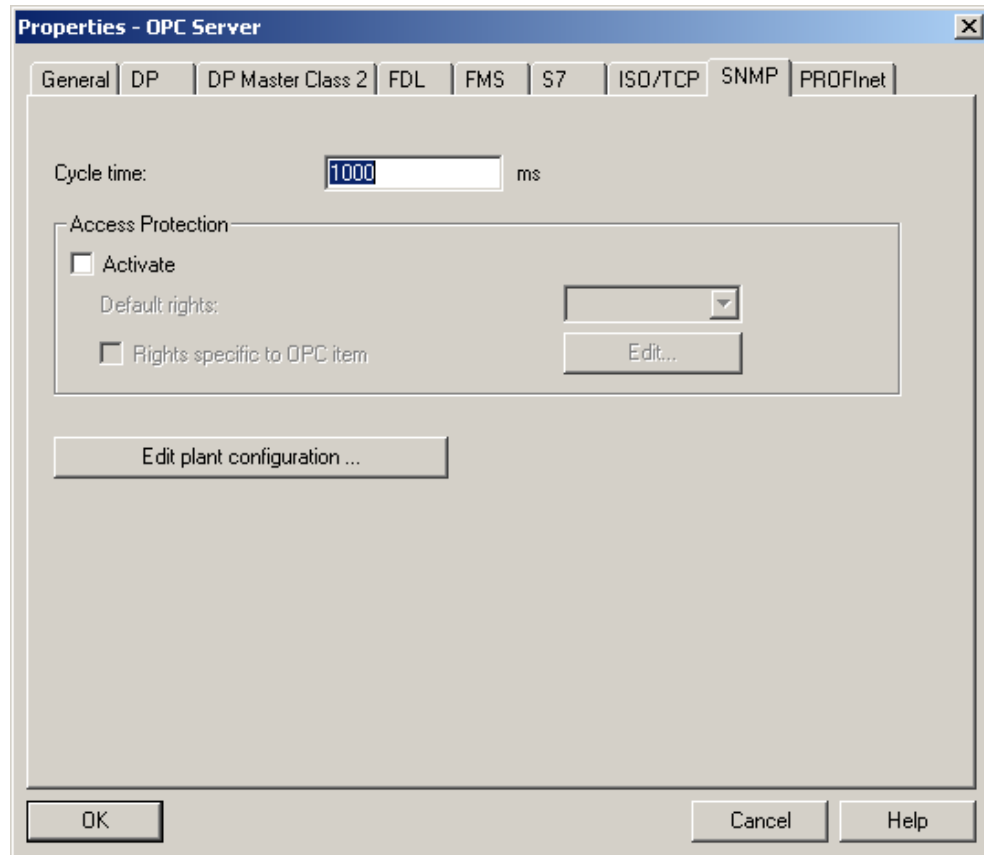 Properties - OPC Server
General DP DP Master Class 2 FDL FMS S7 ISO/TCP SNMP PROFInet
Cycle time: 1000 ms
Access Protection
Activate
Default rights:
Rights specific to OPC item Edit...
Edit plant configuration ...
OK Cancel Help